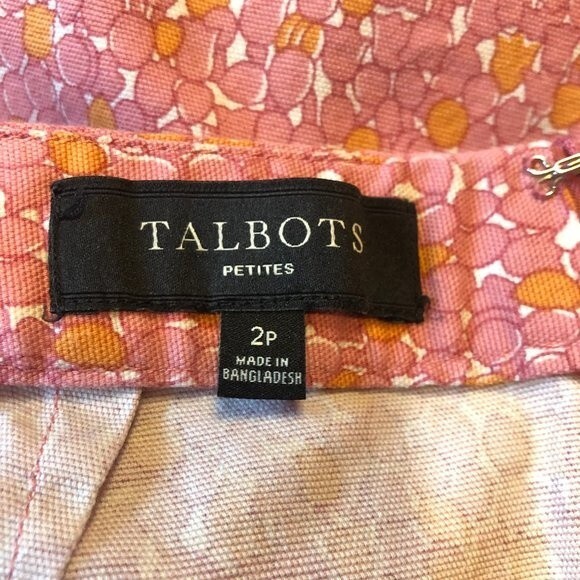 TALBOTS
PETITES
2P
MADE IN
BANGLADESH